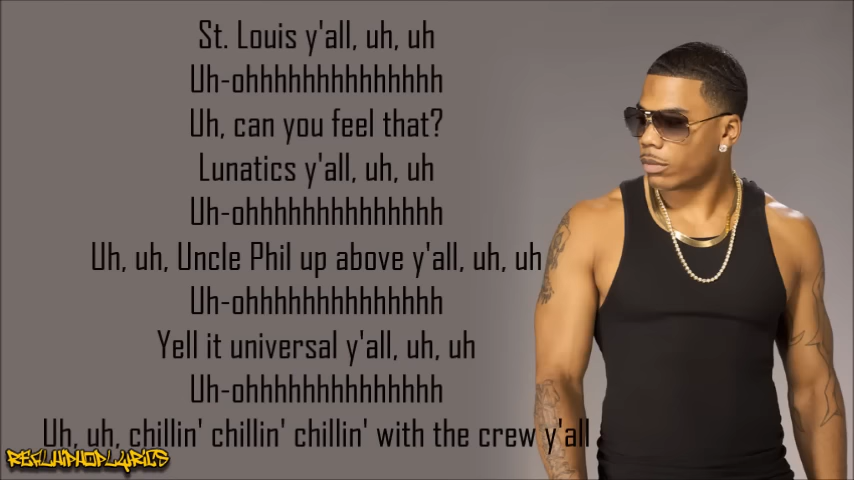 St. Louis y'all, uh, uh
Uh-ohhhhhhhhhhhhhhh
Uh, can you feel that?
Lunatics y'all, uh, uh
Uh-ohhhhhhhhhhhhhhh
Uh, uh, Uncle Phil up above y'all, uh, uh
Uh-ohhhhhhhhhhhhhhh
Yell it universal y'all, uh, uh
Uh-ohhhhhhhhhhhhhhh
Uh, uh, chillin' chillin' chillin' with the crew y'all
REALHIPHOPLYRICS